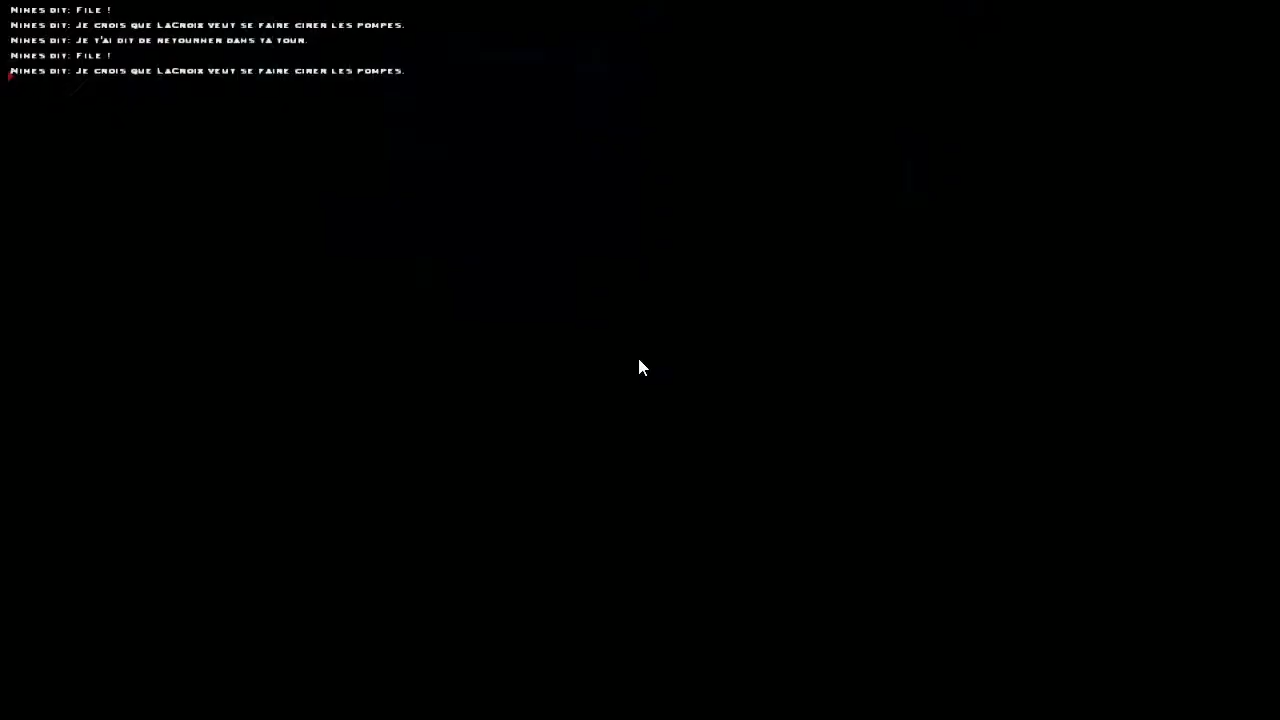 Nines dit: File !
Nines dit: Je crois que LaCroix veut se faire cirer les pompes.
Nines dit: Je t'ai dit de retourner dans ta tour.
Nines dit: File !
Nines dit: Je crois que LaCroix veut se faire cirer les pompes.